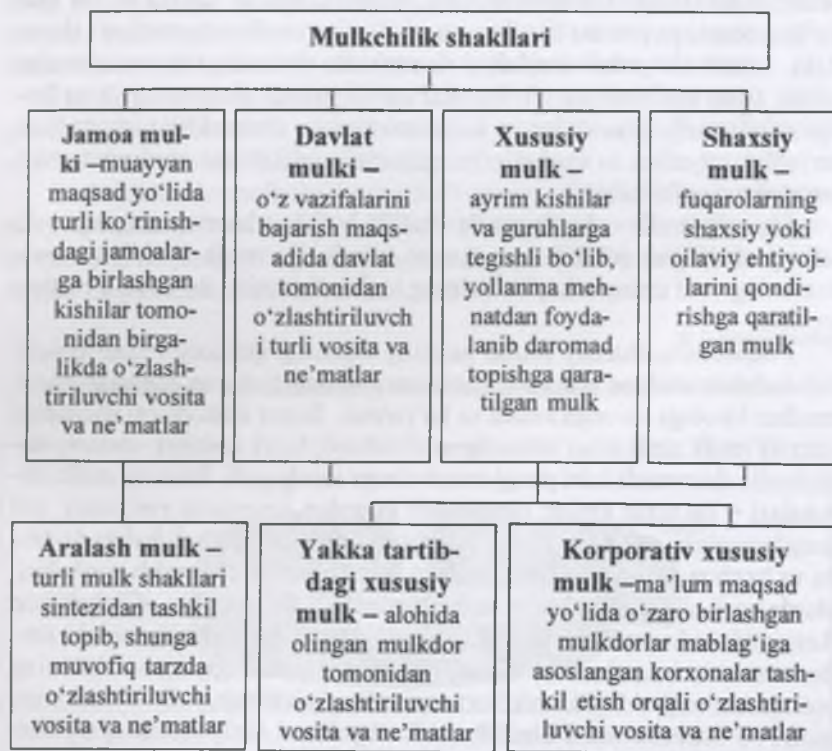 Mulkchilik shakllari
Jamoa mul-
ki –muayyan
maqsad yo‘lida
turli ko‘rinish-
dagi jamoalar-
ga birlashgan
kishilar tomo-
nidan birga-
likda o‘zlash-
tiriluvchi vosita
va ne’matlar
Davlat
mulki –
o‘z vazifalarini
bajarish maqs-
adida davlat
tomonidan
o‘zlashtiriluvch
i turli vosita va
ne’matlar
Xususiy
mulk –
ayrim kishilar
va guruhlarga
tegishli bo‘lib,
yollanma meh-
natdan foyda-
lanib daromad
topishga qara-
tilgan mulk
Shaxsiy
mulk –
fuqarolarning
shaxsiy yoki
oilaviy ehtiyoj-
larini qondi-
rishga qaratil-
gan mulk
Aralash mulk –
turli mulk shakllari
sintezidan tashkil
topib, shunga
muvofiq tarzda
o‘zlashtiriluvchi
vosita va ne’matlar
Yakka tartib-
dagi xususiy
mulk – alohida
olingan mulkdor
tomonidan
o‘zlashtiriluvchi
vosita va ne’matlar
Korporativ xususiy
mulk –ma’lum maqsad
yo‘lida o‘zaro birlashgan
mulkdorlar mablag‘iga
asoslangan korxonalar tash-
kil etish orqali o‘zlashtiri-
luvchi vosita va ne’matlar